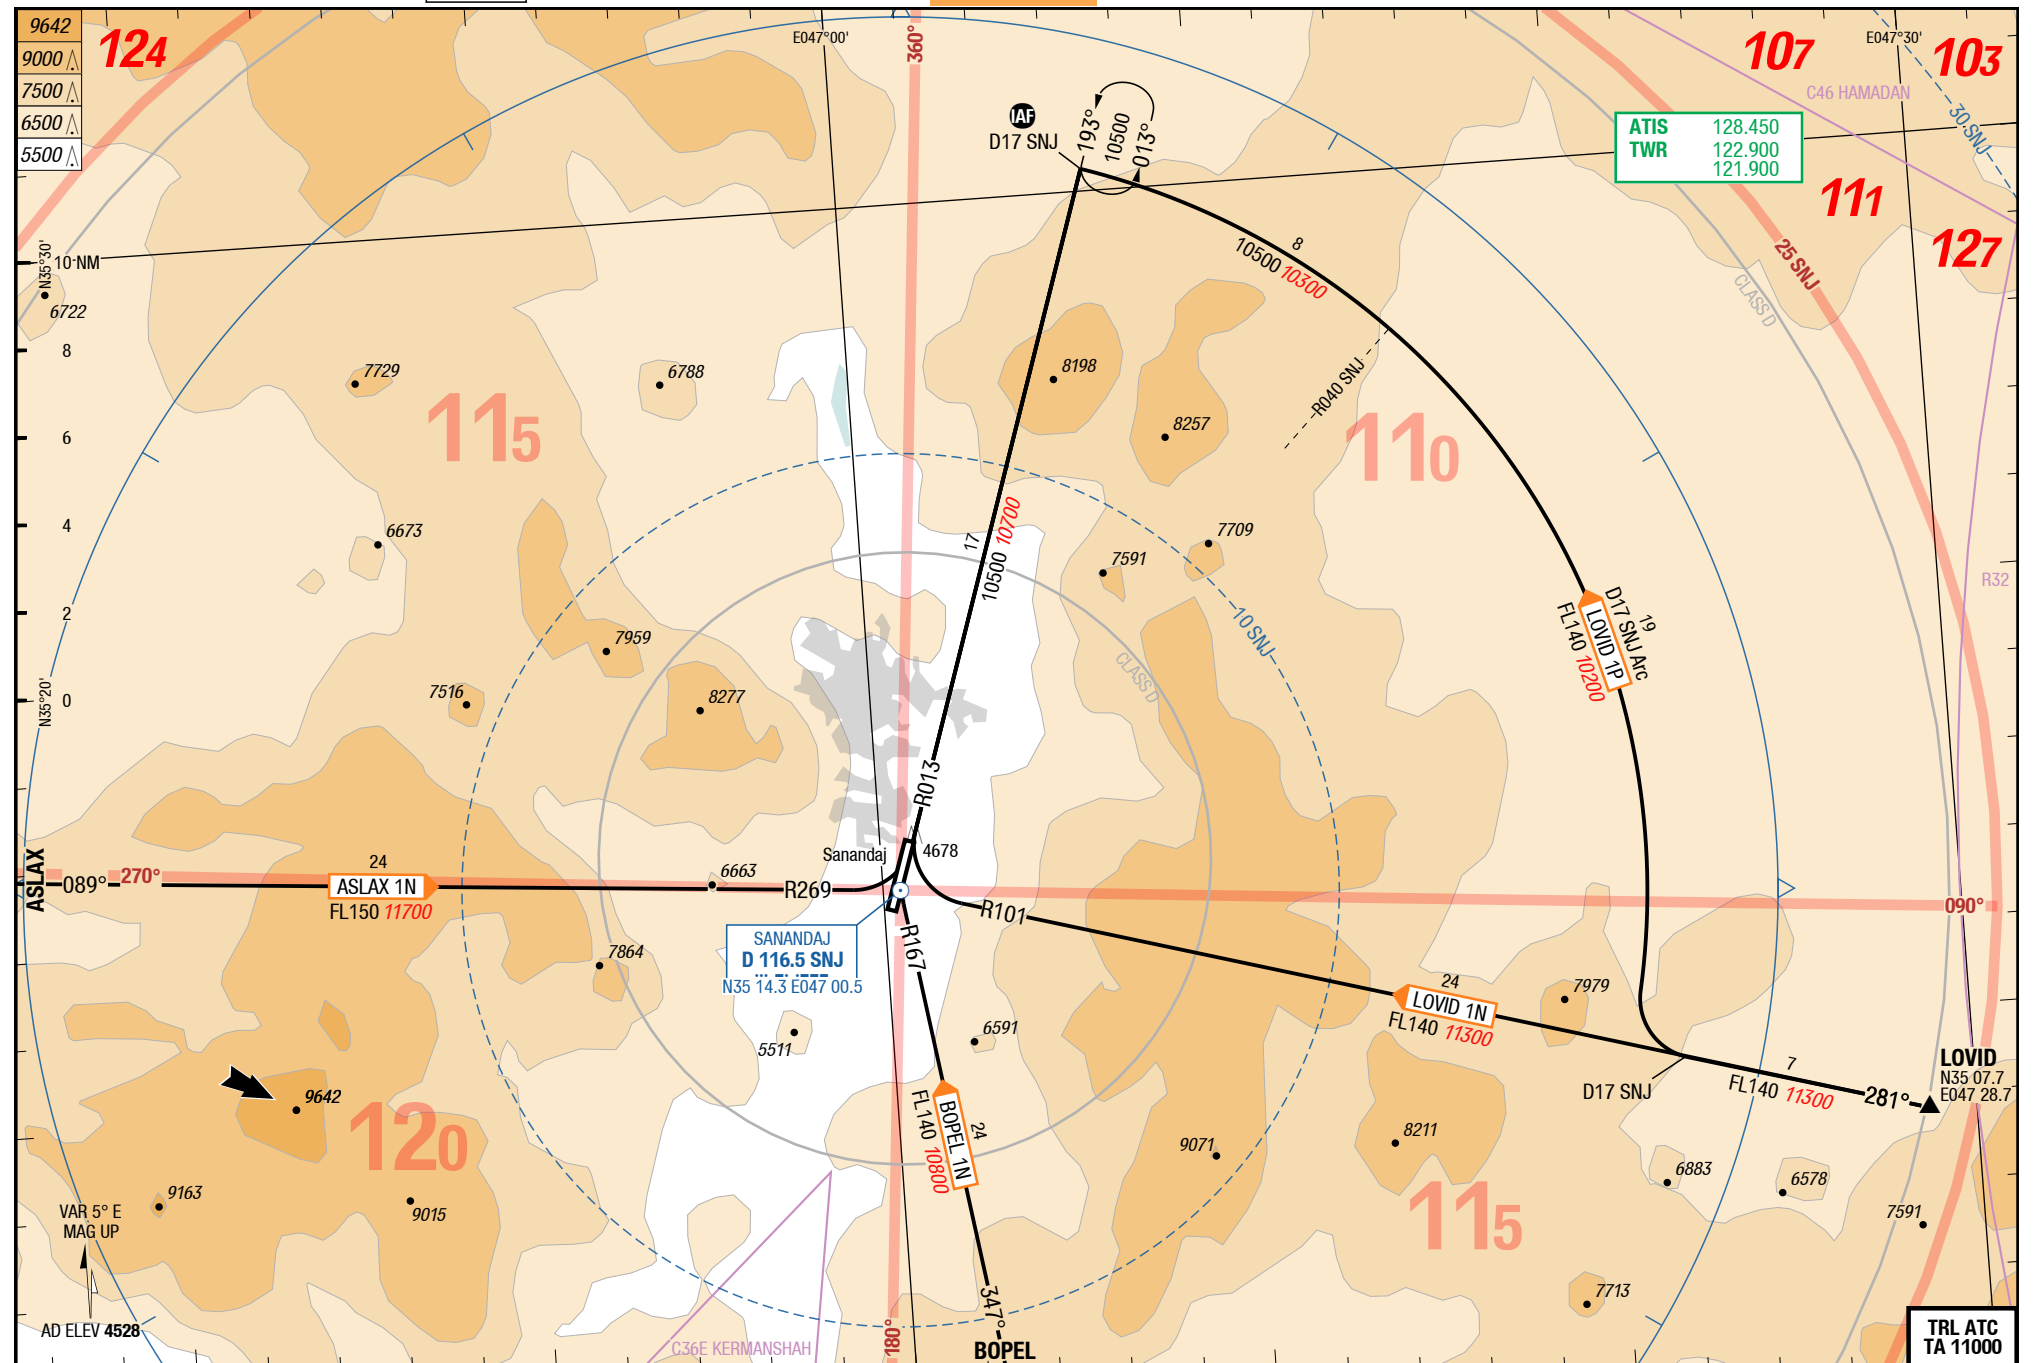 9642
9000
7500
6500
5500
124
E047°00'
360°
E047°30'
107
103
C46 HAMADAN
30 SNJ
ATIS 128.450
TWR 122.900
121.900
111
127
IAF
D17 SNJ
193°
10500
013°
8
10500 10300
25 SNJ
CLASS D
N35°30'
10 NM
6722
8
7729
6788
8198
R040 SNJ
115
8257
110
6
6673
4
17
10500 10700
7591
7709
R32
2
7959
10 SNJ
CLASS D
19
D17 SNJ Arc
LOVID 1P
FL140 10200
N35°20'
0
7516
8277
R013
Sanandaj
4678
ASLAX
089°
270°
24
ASLAX 1N
FL150 11700
6663
R269
R101
090°
R167
SANANDAJ
D 116.5 SNJ
N35 14.3 E047 00.5
7864
24
LOVID 1N
FL140 11300
7979
5511
6591
9642
120
24
BOPEL 1N
FL140 10800
D17 SNJ
7
FL140 11300
281°
LOVID
N35 07.7
E047 28.7
9071
8211
115
6883
6578
7591
9163
9015
VAR 5° E
MAG UP
AD ELEV 4528
7713
C36E KERMANSHAH
180°
347°
BOPEL
TRL ATC
TA 11000